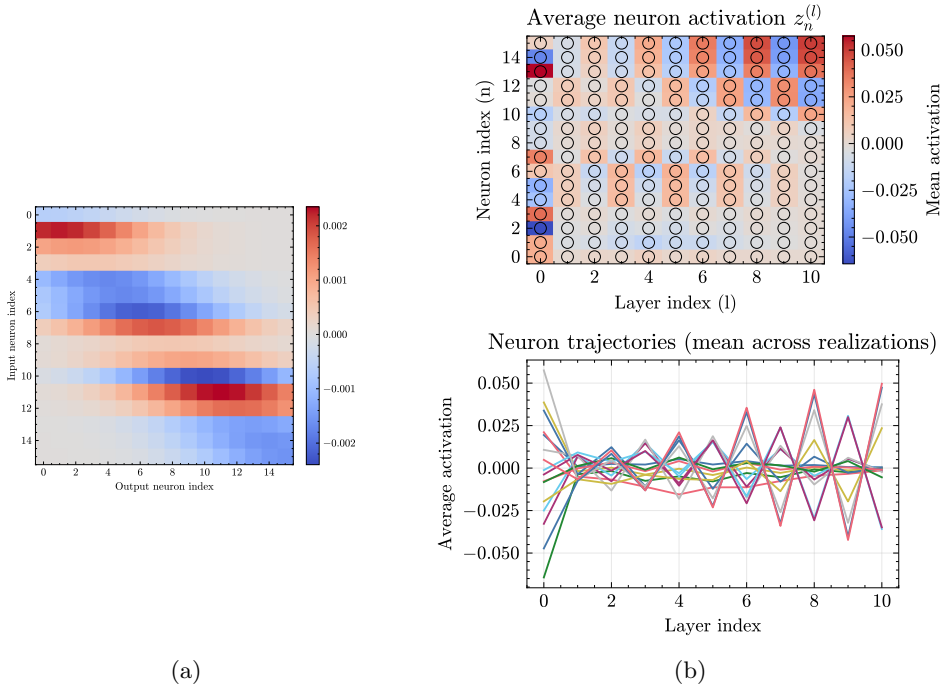 0
2
4
6
8
10
12
14
Input neuron index
0 2 4 6 8 10 12 14
Output neuron index
0.002
0.001
0.000
−0.001
−0.002
(a)
Average neuron activation $z_n^{(l)}$
14
12
10
8
6
4
2
0
Neuron index (n)
0 2 4 6 8 10
Layer index (l)
0.050
0.025
0.000
−0.025
−0.050
Mean activation
Neuron trajectories (mean across realizations)
0.050
0.025
0.000
−0.025
−0.050
Average activation
0 2 4 6 8 10
Layer index
(b)